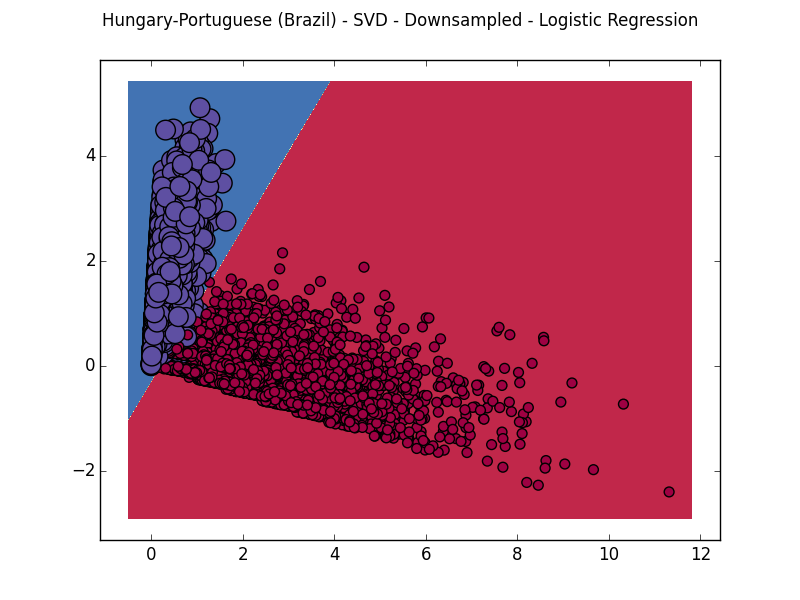 Hungary-Portuguese (Brazil) - SVD - Downsampled - Logistic Regression
4
2
0
−2
0 2 4 6 8 10 12